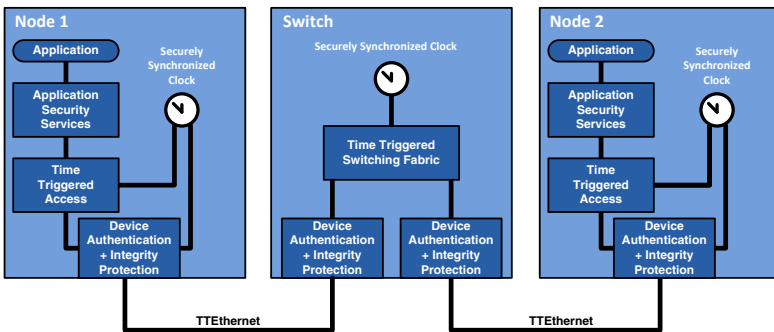 Node 1
Application
Securely
Synchronized
Clock
Application
Security
Services
Time
Triggered
Access
Device
Authentication
+ Integrity
Protection
Switch
Securely Synchronized Clock
Time Triggered
Switching Fabric
Device
Authentication
+ Integrity
Protection
Device
Authentication
+ Integrity
Protection
Node 2
Application
Securely
Synchronized
Clock
Application
Security
Services
Time
Triggered
Access
Device
Authentication
+ Integrity
Protection
TTEthernet
TTEthernet